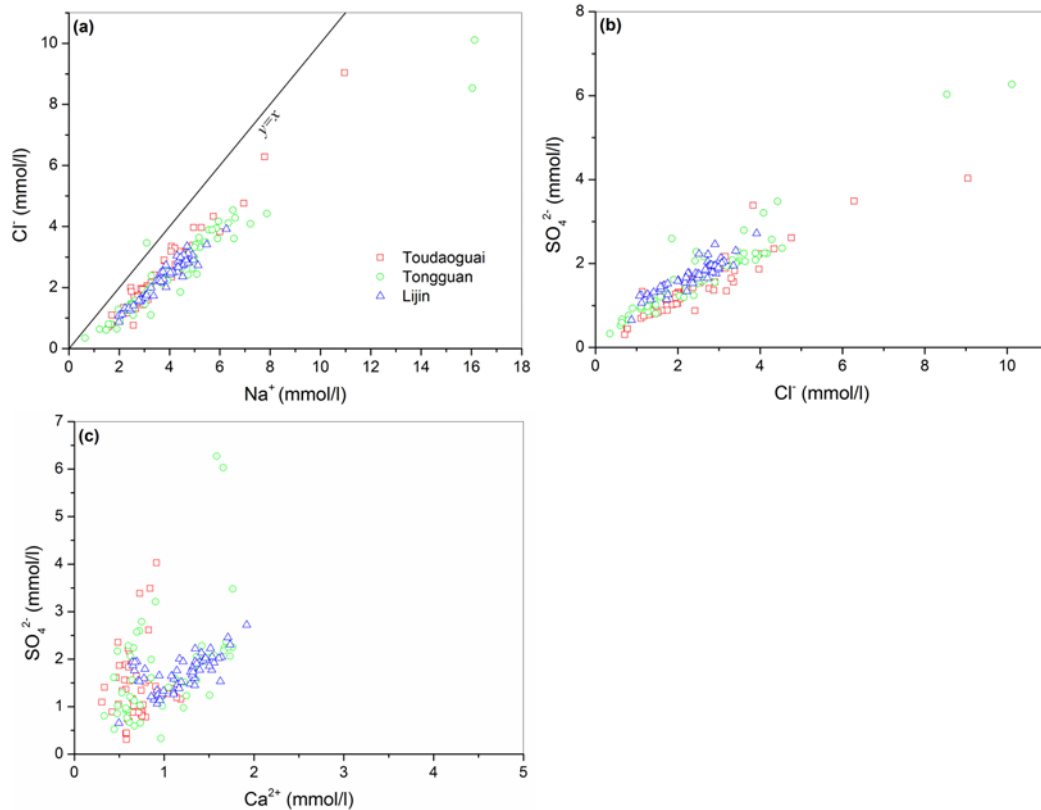 (a)
10
8
6
4
2
0
Cl⁻ (mmol/l)
y=x
Toudaoguai
Tongguan
Lijin
0 2 4 6 8 10 12 14 16 18
Na⁺ (mmol/l)
(b)
8
6
4
2
0
SO₄²⁻ (mmol/l)
0 2 4 6 8 10
Cl⁻ (mmol/l)
(c)
7
6
5
4
3
2
1
0
SO₄²⁻ (mmol/l)
0 1 2 3 4 5
Ca²⁺ (mmol/l)